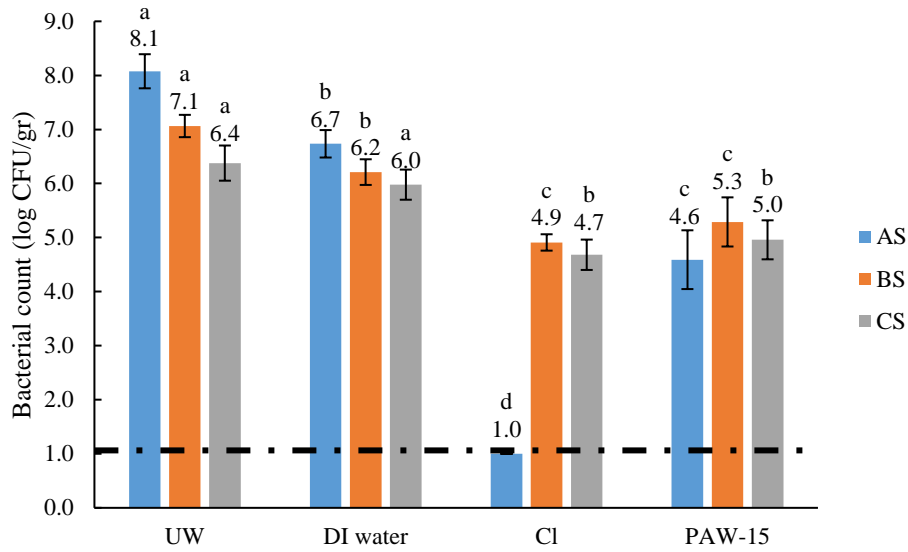 Bacterial count (log CFU/gr)
9.0
8.0
7.0
6.0
5.0
4.0
3.0
2.0
1.0
0.0
a
8.1
a
7.1
a
6.4
b
6.7
b
6.2
a
6.0
d
1.0
c
4.9
b
4.7
c
4.6
c
5.3
b
5.0
UW
DI water
Cl
PAW-15
AS
BS
CS